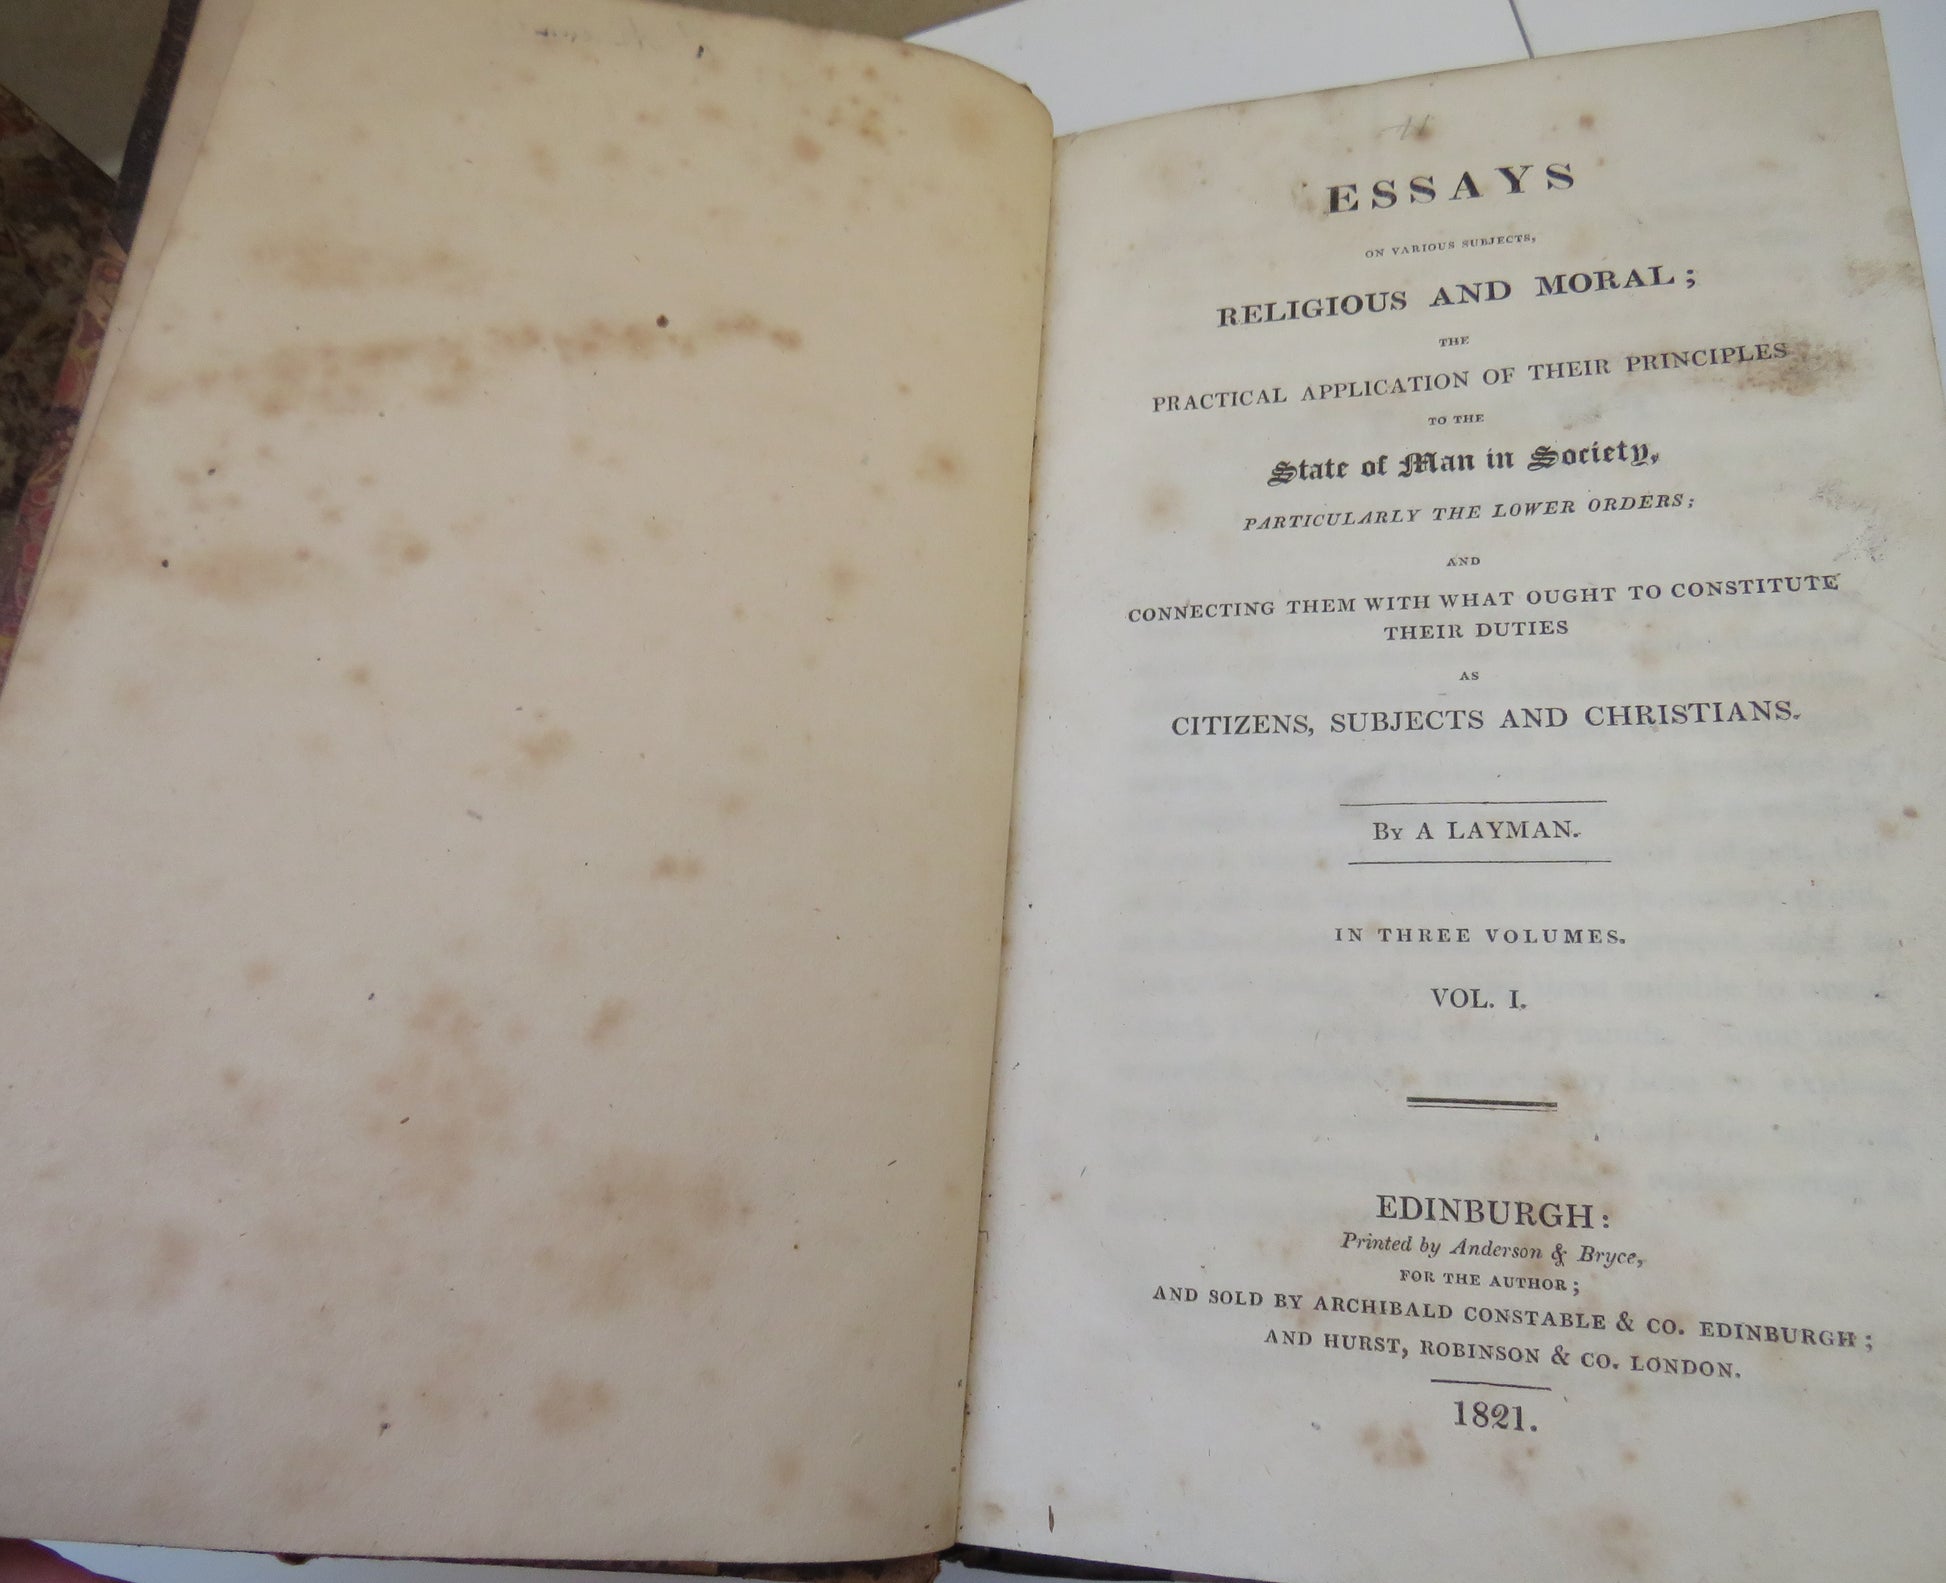 ESSAYS
ON VARIOUS SUBJECTS,
RELIGIOUS AND MORAL;
THE
PRACTICAL APPLICATION OF THEIR PRINCIPLES
TO THE
State of Man in Society,
PARTICULARLY THE LOWER ORDERS;
AND
CONNECTING THEM WITH WHAT OUGHT TO CONSTITUTE
THEIR DUTIES
AS
CITIZENS, SUBJECTS AND CHRISTIANS.
By A LAYMAN.
IN THREE VOLUMES.
VOL. I.
EDINBURGH:
Printed by Anderson & Bryce,
FOR THE AUTHOR;
AND SOLD BY ARCHIBALD CONSTABLE & CO. EDINBURGH;
AND HURST, ROBINSON & CO. LONDON.
1821.